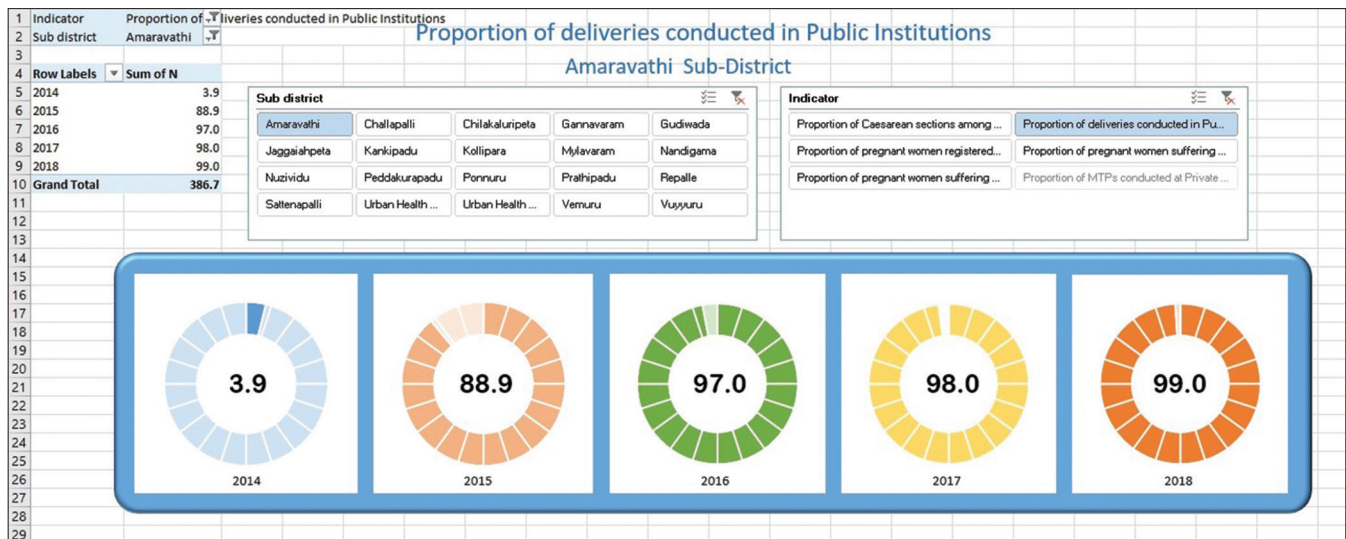 1 Indicator Proportion of deliveries conducted in Public Institutions
2 Sub district Amaravathi
Proportion of deliveries conducted in Public Institutions
3
Amaravathi Sub-District
4 Row Labels Sum of N
5 2014 3.9
6 2015 88.9
7 2016 97.0
8 2017 98.0
9 2018 99.0
10 Grand Total 386.7
11
12
13
Sub district
Amaravathi Challapalli Chilakaluripeta Gannavaram Gudiwada
Jaggaiahpeta Kankipadu Kollipara Mylavaram Nandigama
Nuzividu Peddakurapadu Ponnuru Prathipadu Repalle
Sattenapalli Urban Health ... Urban Health ... Vemuru Vuyyuru
Indicator
Proportion of Caesarean sections among ... Proportion of deliveries conducted in Pu...
Proportion of pregnant women registered... Proportion of pregnant women suffering ...
Proportion of pregnant women suffering ... Proportion of MTPs conducted at Private ...
14
15
16
17
18
19
20
21
22
23
24
25
26
27
28
29
3.9 88.9 97.0 98.0 99.0
2014 2015 2016 2017 2018